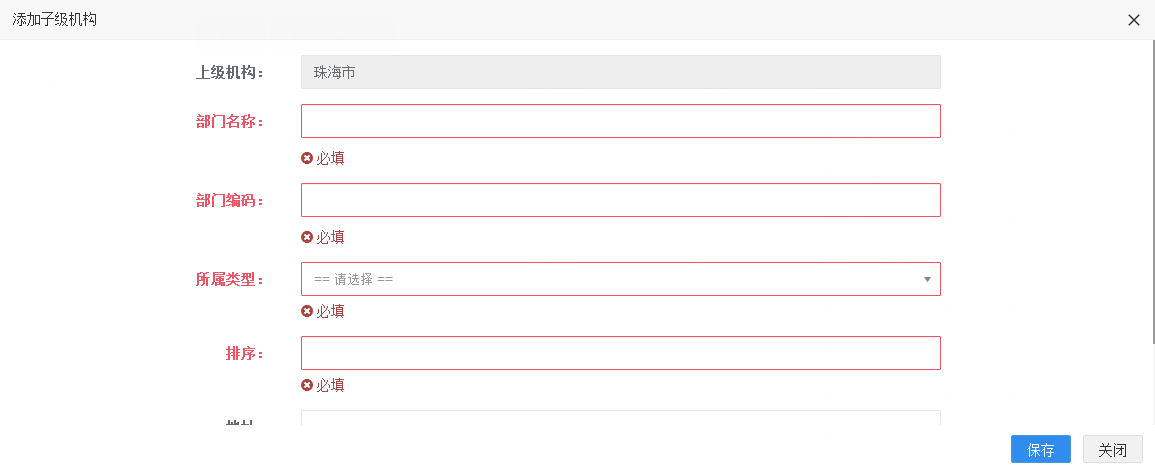 添加子级机构
上级机构：
珠海市
部门名称：
必填
部门编码：
必填
所属类型：
== 请选择 ==
必填
排序：
必填
保存
关闭